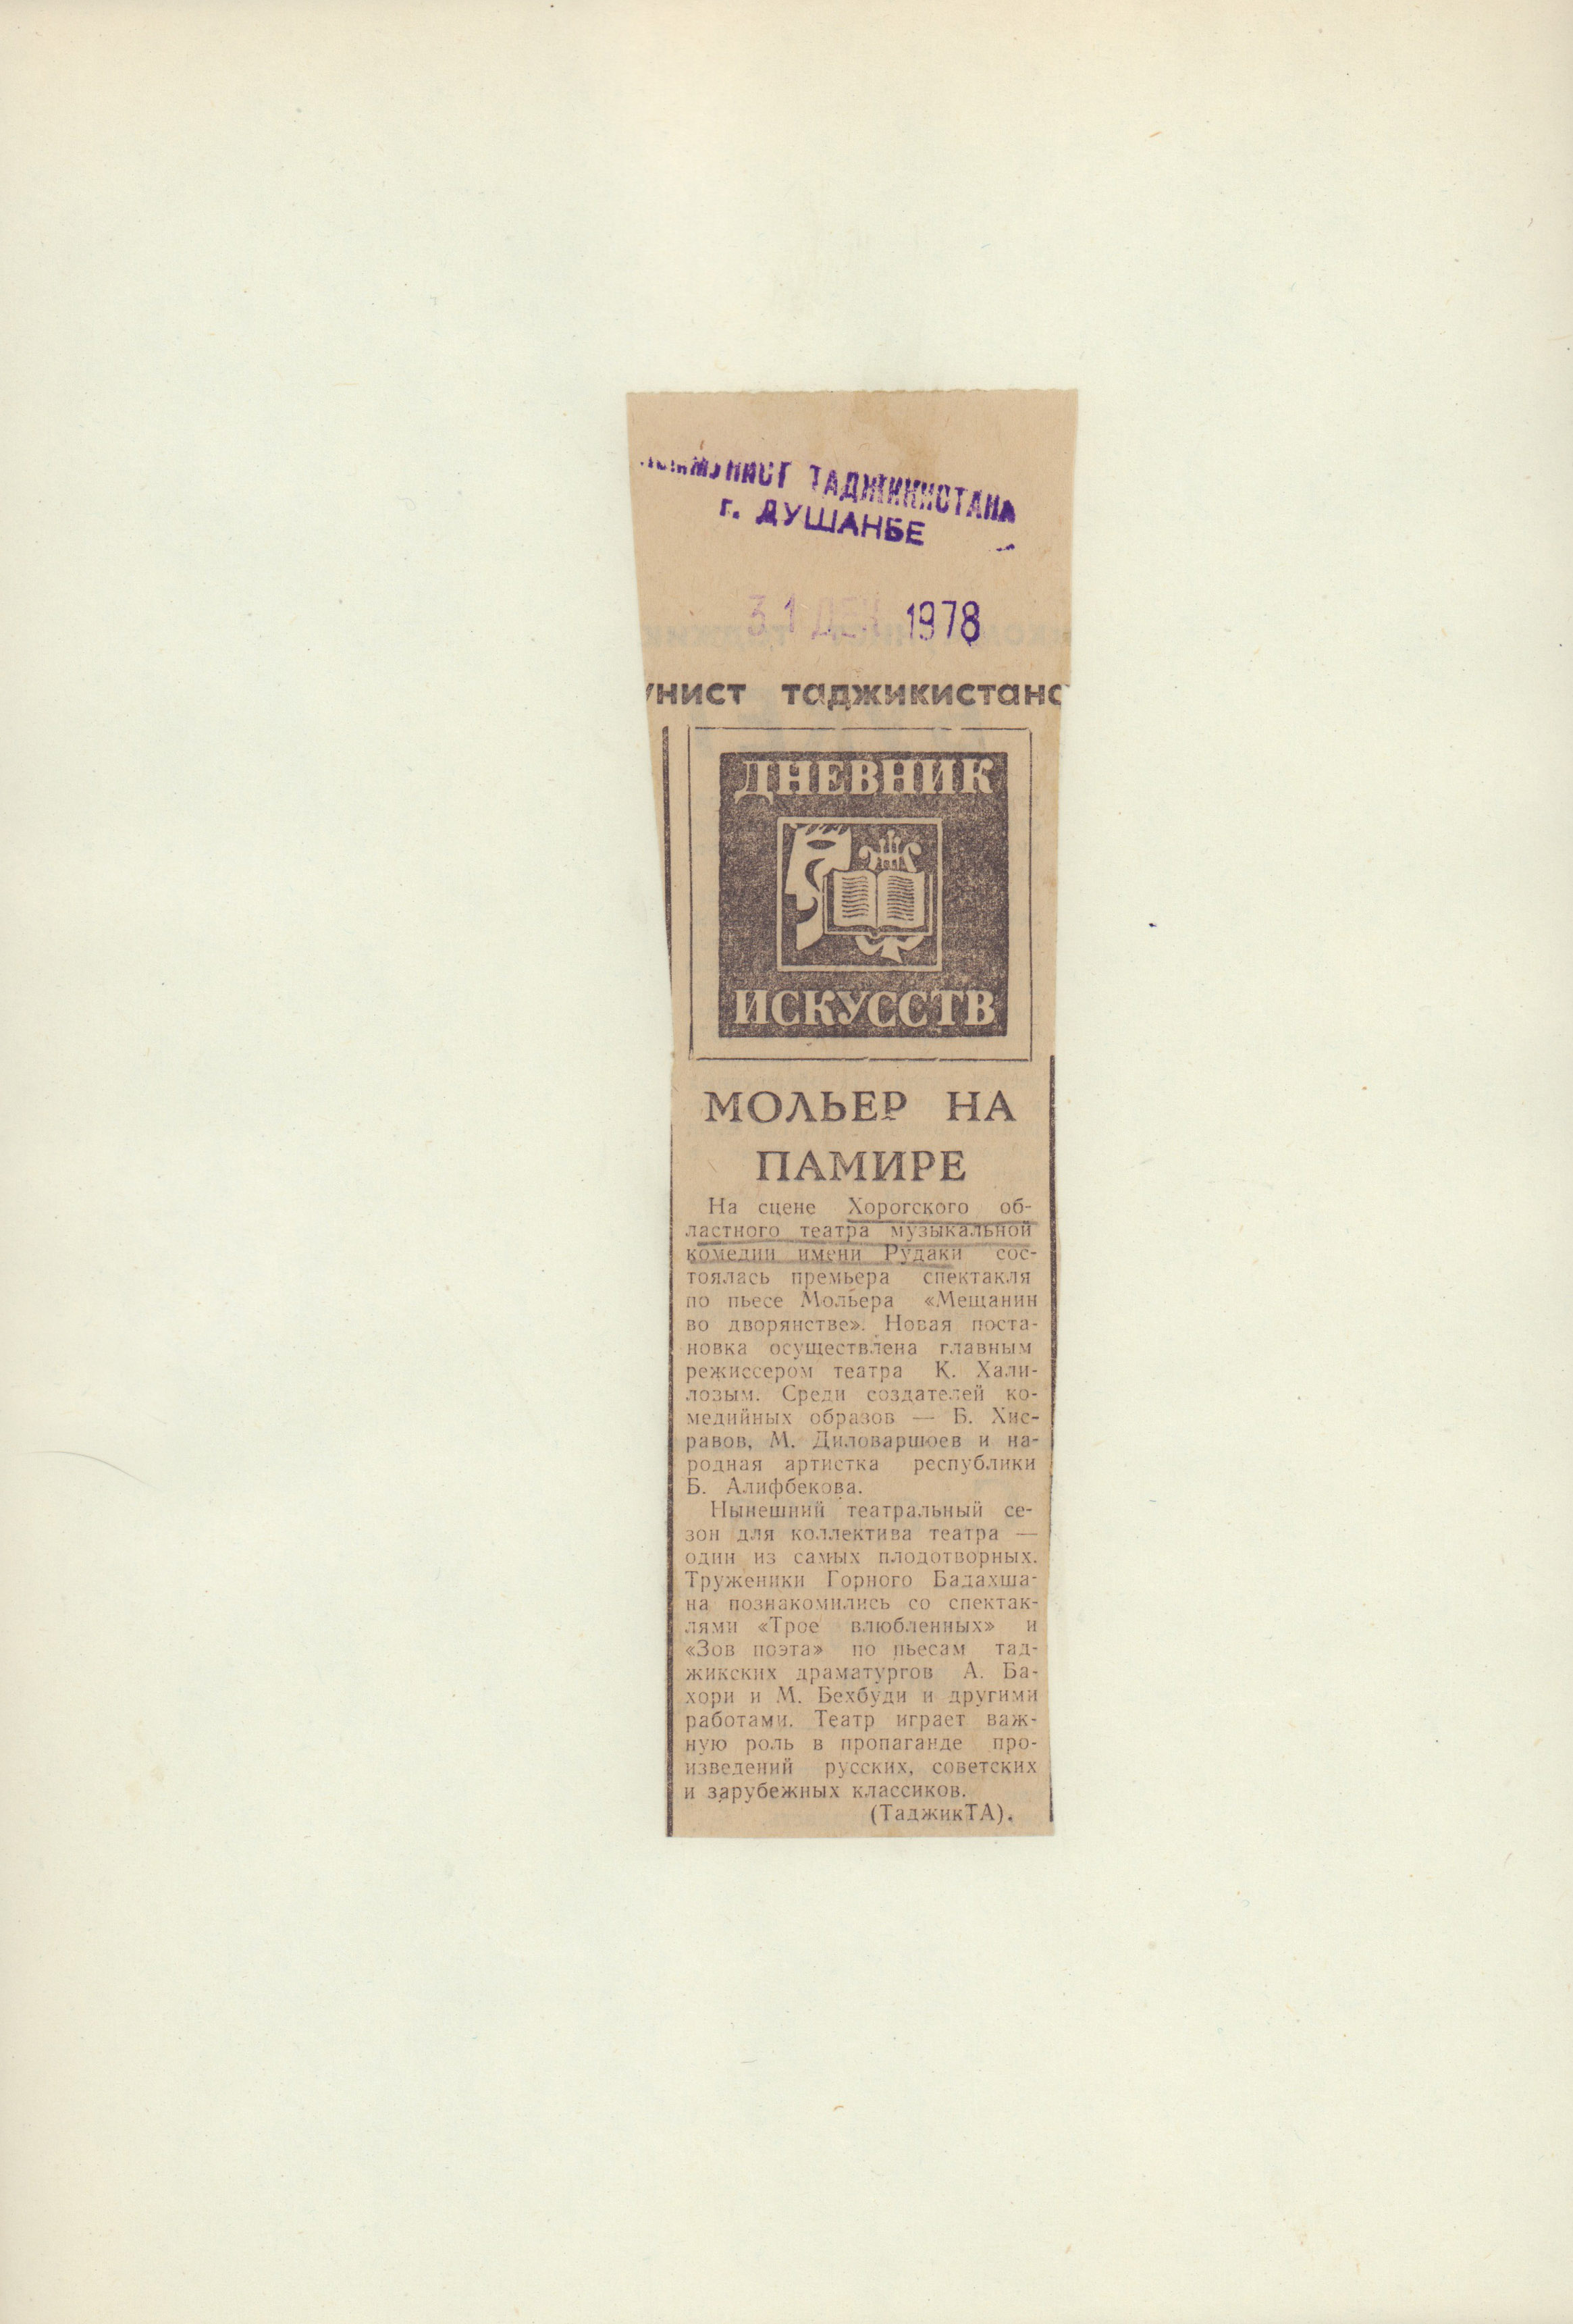 КОММУНИСТ ТАДЖИКИСТАНА
г. ДУШАНБЕ
31 ДЕК 1978
унист таджикистана
ДНЕВНИК
ИСКУССТВ
МОЛЬЕР НА
ПАМИРЕ
На сцене Хорогского об-
ластного театра музыкальной
комедии имени Рудаки сос-
тоялась премьера спектакля
по пьесе Мольера «Мещанин
во дворянстве». Новая поста-
новка осуществлена главным
режиссером театра К. Хали-
лозым. Среди создателей ко-
медийных образов — Б. Хис-
равов, М. Диловаршоев и на-
родная артистка республики
Б. Алифбекова.
Нынешний театральный се-
зон для коллектива театра —
один из самых плодотворных.
Труженики Горного Бадахша-
на познакомились со спектак-
лями «Трое влюбленных» и
«Зов поэта» по пьесам тад-
жикских драматургов А. Ба-
хори и М. Бехбуди и другими
работами. Театр играет важ-
ную роль в пропаганде про-
изведений русских, советских
и зарубежных классиков.
(ТаджикТА).